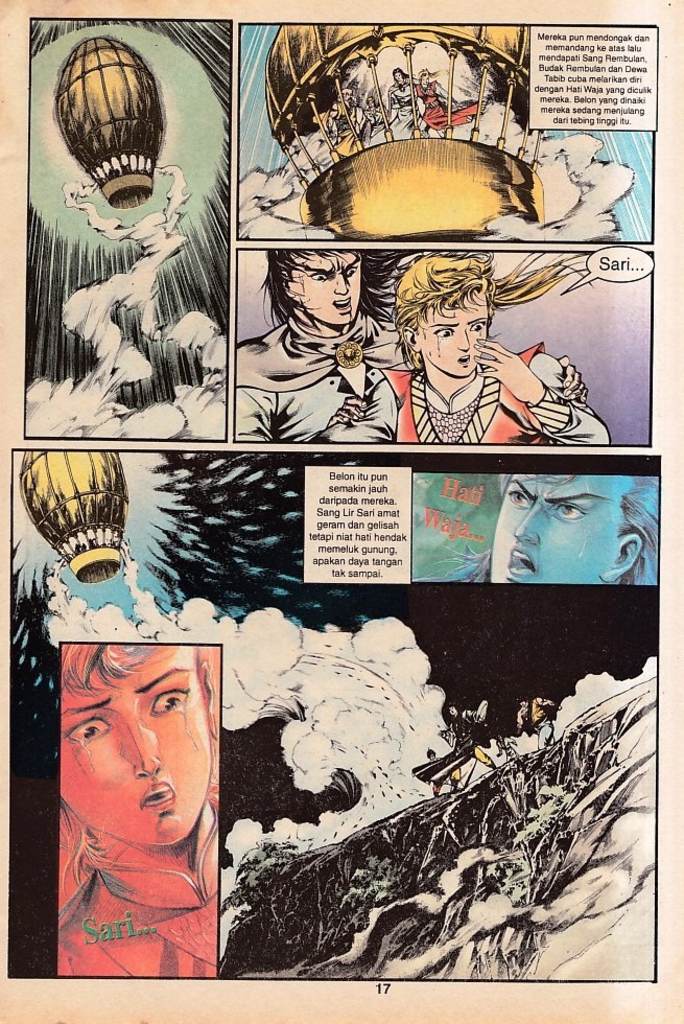 Mereka pun mendongak dan
memandang ke atas lalu
mendapati Sang Rembulan,
Budak Rembulan dan Dewa
Tabib cuba melarikan diri
dengan Hati Waja yang diculik
mereka. Belon yang dinaiki
mereka sedang menjulang
dari tebing tinggi itu.
Sari...
Belon itu pun
semakin jauh
daripada mereka.
Sang Lir Sari amat
geram dan gelisah
tetapi niat hendak
memeluk gunung,
apakan daya tangan
tak sampai.
Hati
Waja...
Sari...
17